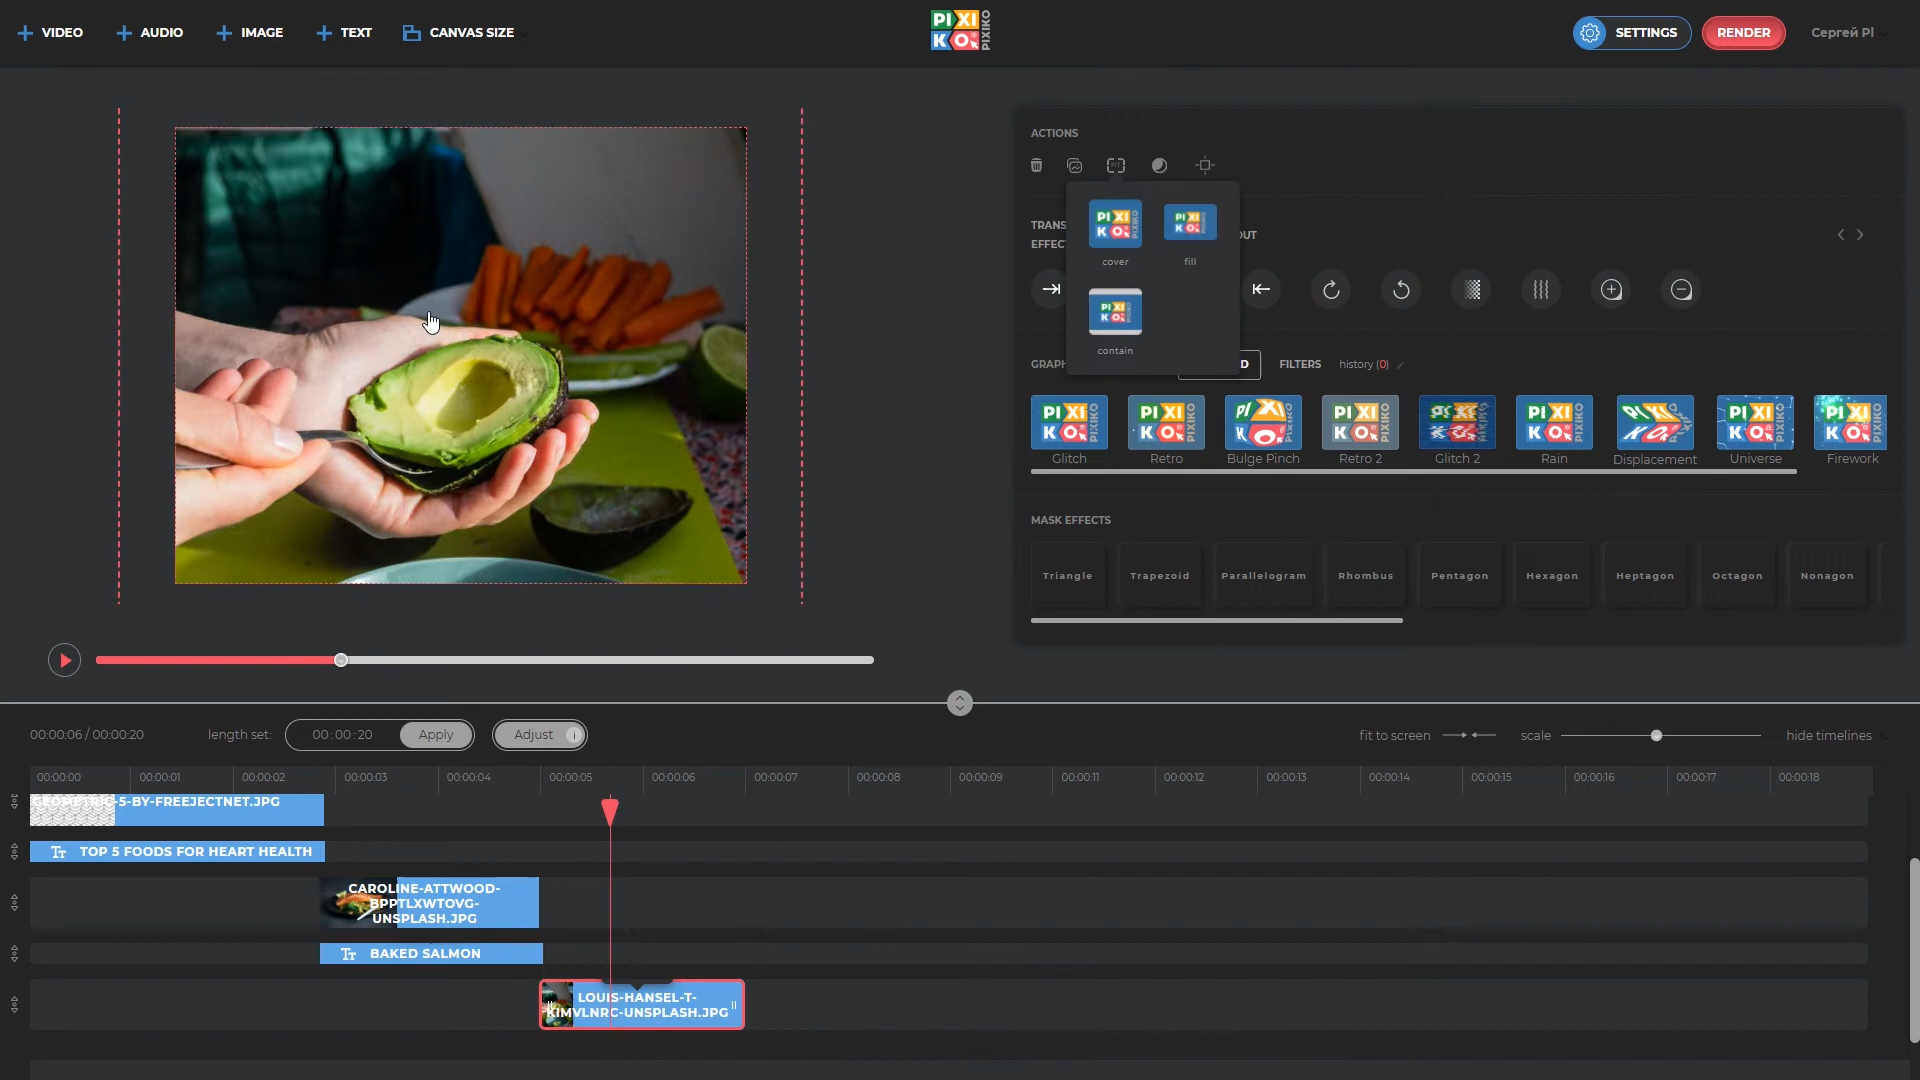 VIDEO
AUDIO
IMAGE
TEXT
CANVAS SIZE
PIXI
KO
PIXIKO
SETTINGS
RENDER
Сергей Pl
ACTIONS
FIT
cover
fill
contain
TRANS
EFFEC
OUT
GRAPH
D
FILTERS
history (0)
Glitch
Retro
Bulge Pinch
Retro 2
Glitch 2
Rain
Displacement
Universe
Firework
MASK EFFECTS
Triangle
Trapezoid
Parallelogram
Rhombus
Pentagon
Hexagon
Heptagon
Octagon
Nonagon
00:00:06 / 00:00:20
length set:
00:00:20
Apply
Adjust
i
fit to screen
scale
hide timelines
00:00:00
00:00:01
00:00:02
00:00:03
00:00:04
00:00:05
00:00:06
00:00:07
00:00:08
00:00:09
00:00:11
00:00:12
00:00:13
00:00:14
00:00:15
00:00:16
00:00:17
00:00:18
GEOMETRIC-5-BY-FREEJECTNET.JPG
TOP 5 FOODS FOR HEART HEALTH
CAROLINE-ATTWOOD-
BPPTLXWTOVG-
UNSPLASH.JPG
BAKED SALMON
LOUIS-HANSEL-T-
KIMVLNRC-UNSPLASH.JPG